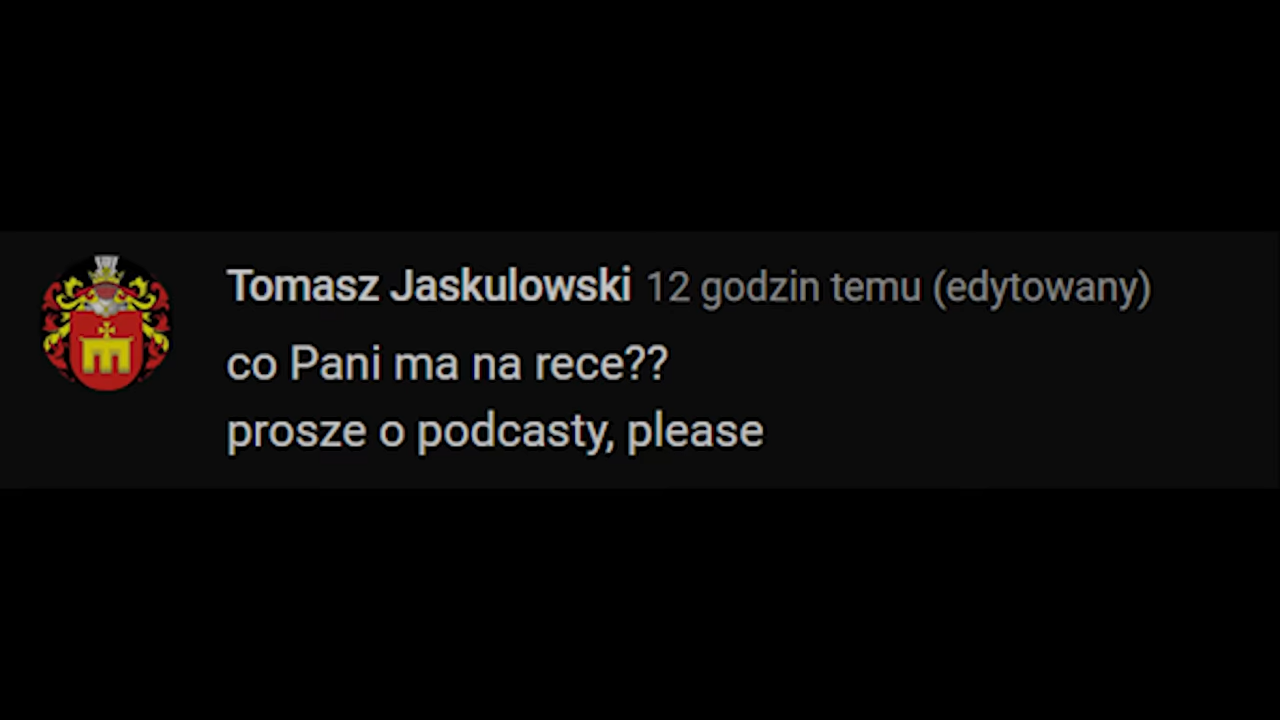 Tomasz Jaskulowski 12 godzin temu (edytowany)
co Pani ma na rece??
prosze o podcasty, please